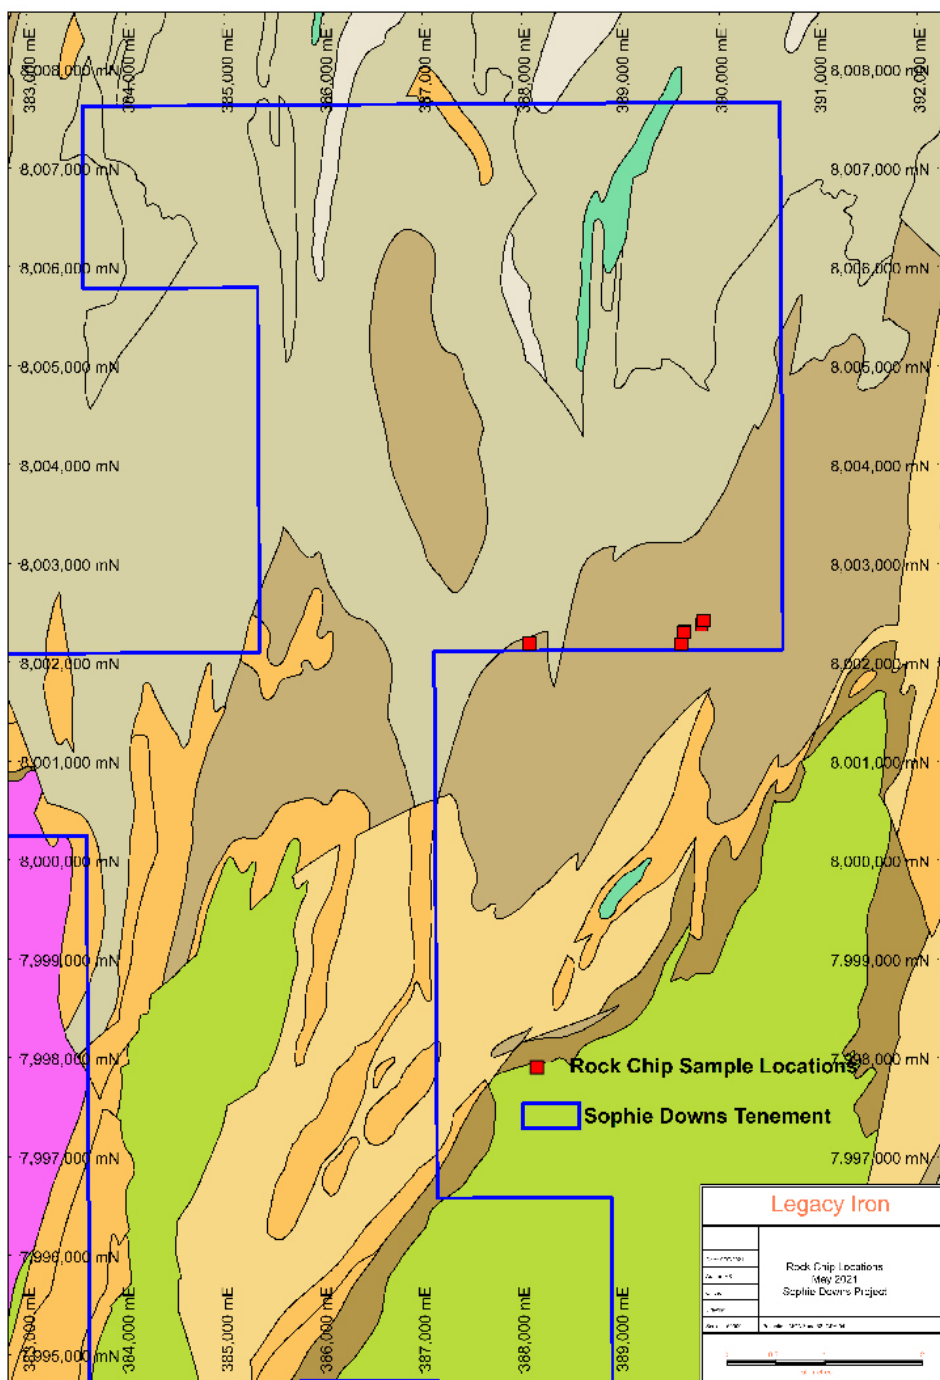 383,000 mE
384,000 mE
385,000 mE
386,000 mE
387,000 mE
388,000 mE
389,000 mE
390,000 mE
391,000 mE
392,000 mE
8,008,000 mN
8,008,000 mN
8,007,000 mN
8,007,000 mN
8,006,000 mN
8,006,000 mN
8,005,000 mN
8,005,000 mN
8,004,000 mN
8,004,000 mN
8,003,000 mN
8,003,000 mN
8,002,000 mN
8,002,000 mN
8,001,000 mN
8,001,000 mN
8,000,000 mN
8,000,000 mN
7,999,000 mN
7,999,000 mN
7,998,000 mN
7,998,000 mN
Rock Chip Sample Locations
Sophie Downs Tenement
7,997,000 mN
7,997,000 mN
7,996,000 mN
7,995,000 mN
383,000 mE
384,000 mE
385,000 mE
386,000 mE
387,000 mE
388,000 mE
389,000 mE
Legacy Iron
Rock Chip Locations
May 2021
Sophie Downs Project